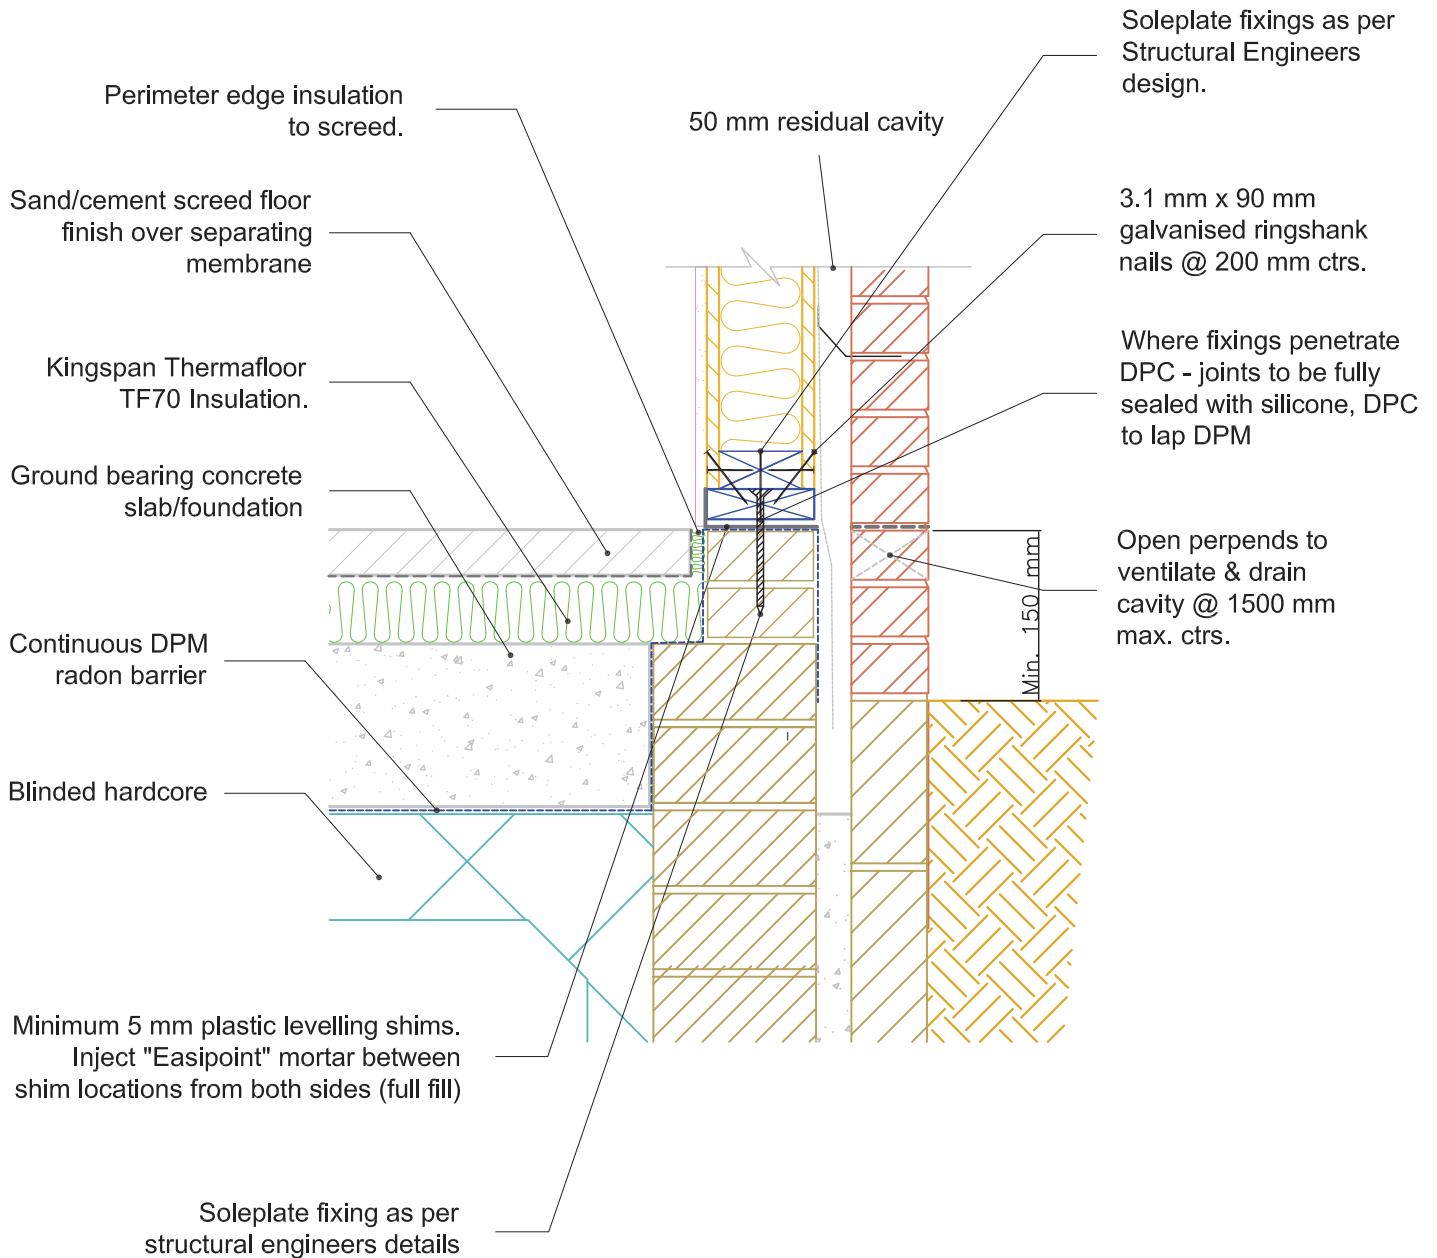 Soleplate fixings as per
Structural Engineers
design.
Perimeter edge insulation
to screed.
50 mm residual cavity
Sand/cement screed floor
finish over separating
membrane
3.1 mm x 90 mm
galvanised ringshank
nails @ 200 mm ctrs.
Kingspan Thermafloor
TF70 Insulation.
Where fixings penetrate
DPC - joints to be fully
sealed with silicone, DPC
to lap DPM
Ground bearing concrete
slab/foundation
Open perpends to
ventilate & drain
cavity @ 1500 mm
max. ctrs.
Min. 150 mm
Continuous DPM
radon barrier
Blinded hardcore
Minimum 5 mm plastic levelling shims.
Inject "Easipoint" mortar between
shim locations from both sides (full fill)
Soleplate fixing as per
structural engineers details